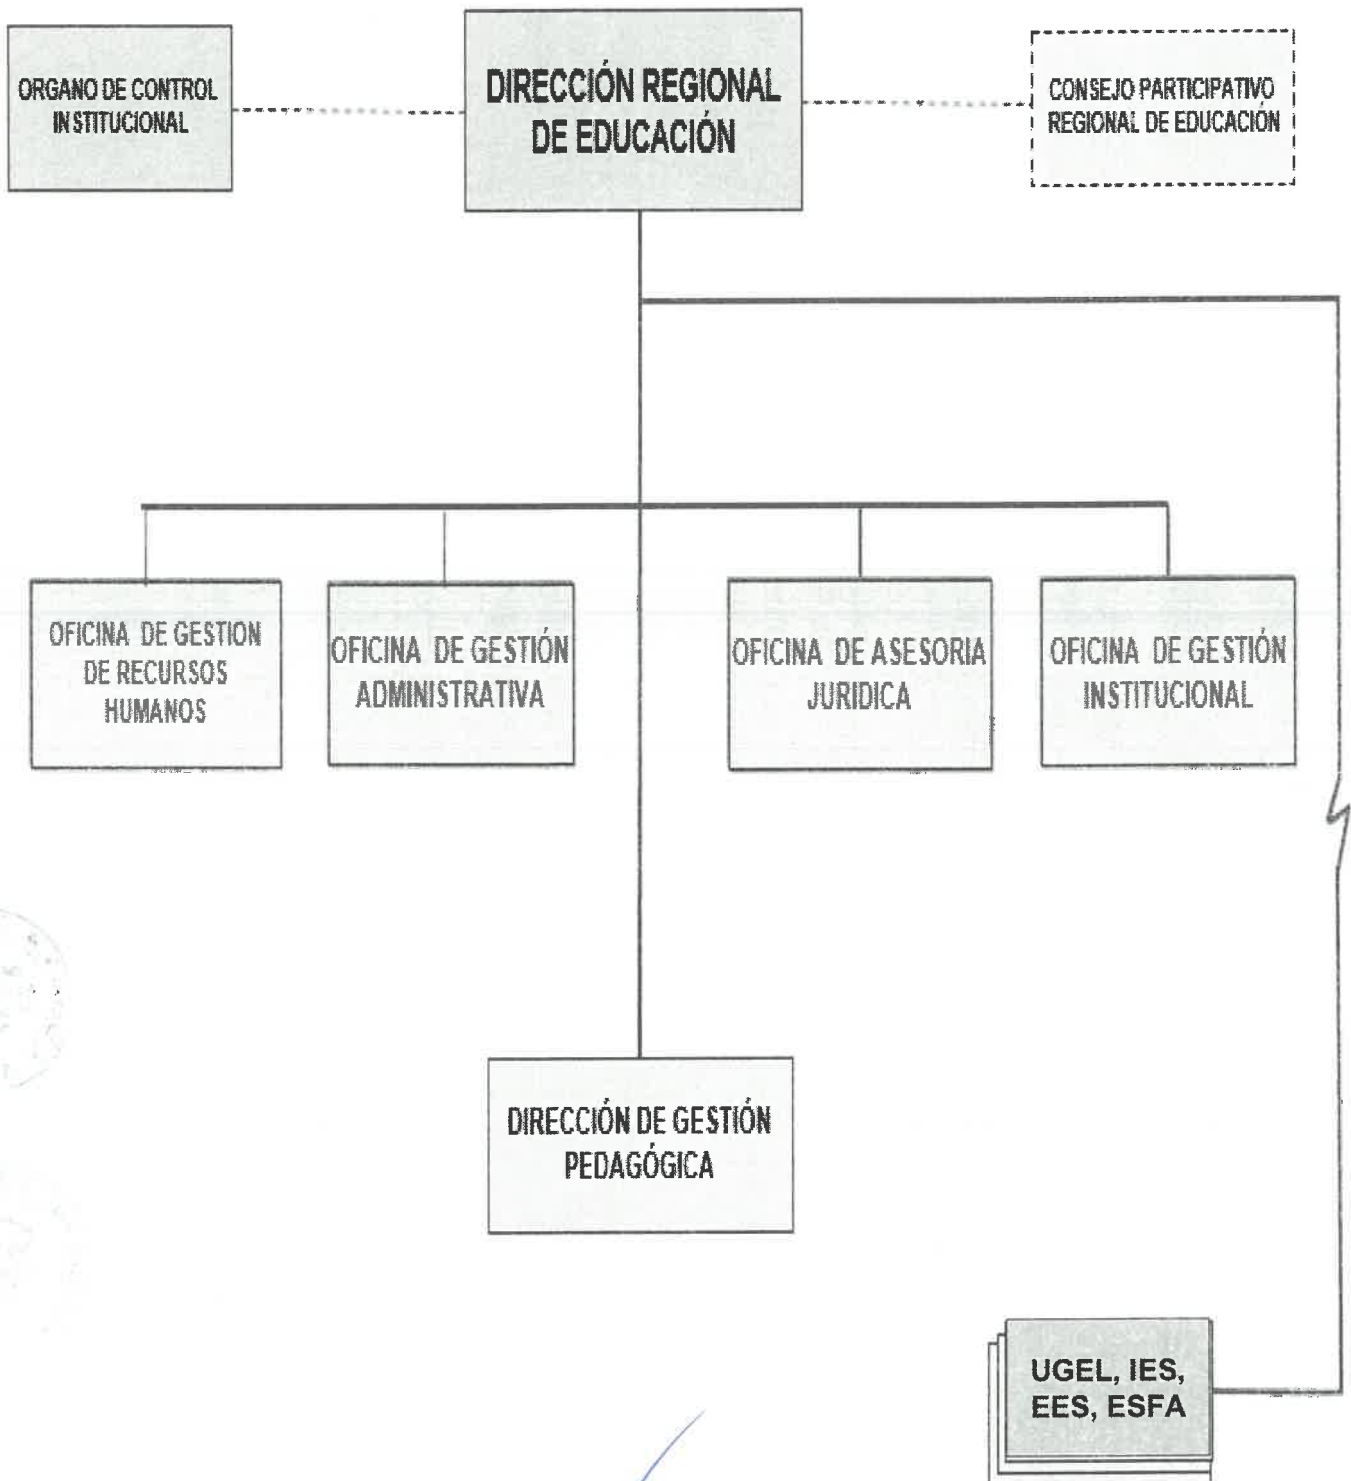 ORGANO DE CONTROL
INSTITUCIONAL
DIRECCIÓN REGIONAL
DE EDUCACIÓN
CONSEJO PARTICIPATIVO
REGIONAL DE EDUCACIÓN
OFICINA DE GESTION
DE RECURSOS
HUMANOS
OFICINA DE GESTIÓN
ADMINISTRATIVA
OFICINA DE ASESORIA
JURIDICA
OFICINA DE GESTIÓN
INSTITUCIONAL
DIRECCIÓN DE GESTIÓN
PEDAGÓGICA
UGEL, IES,
EES, ESFA